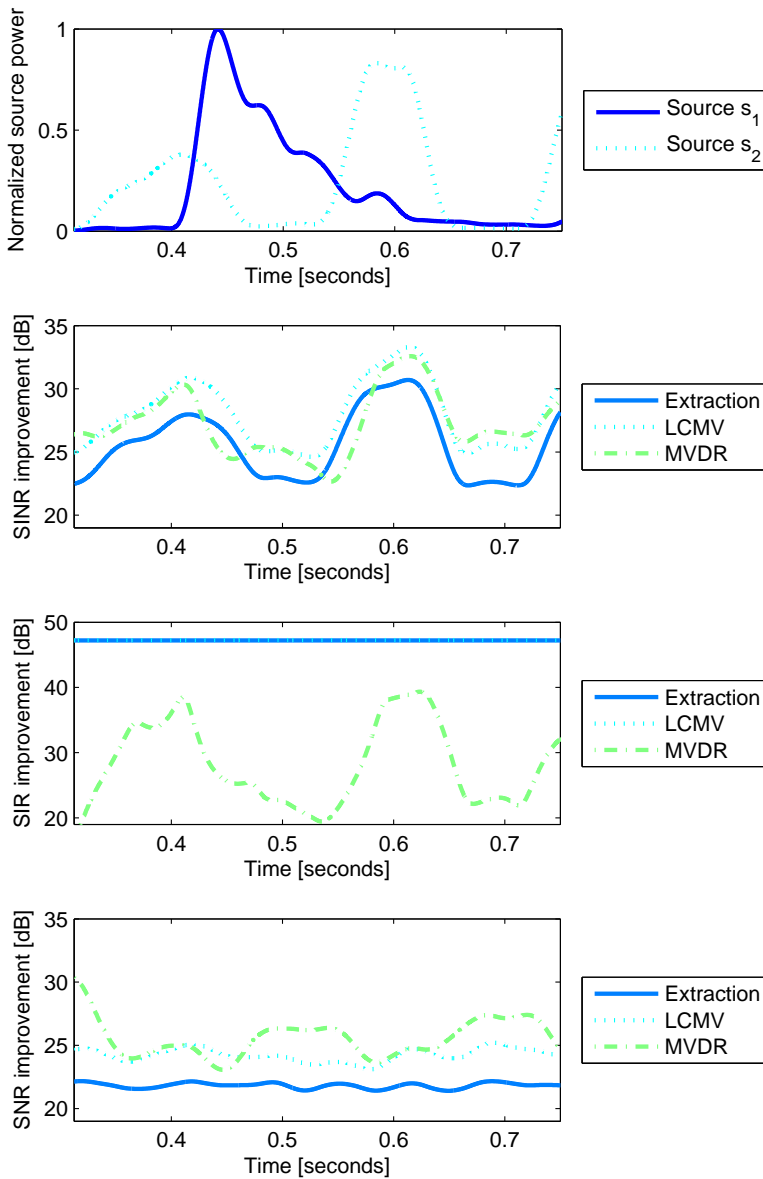 Normalized source power
1
0.5
0
0.4
0.5
0.6
0.7
Time [seconds]
Source s_1
Source s_2
SINR improvement [dB]
35
30
25
20
0.4
0.5
0.6
0.7
Time [seconds]
Extraction
LCMV
MVDR
SIR improvement [dB]
50
40
30
20
0.4
0.5
0.6
0.7
Time [seconds]
Extraction
LCMV
MVDR
SNR improvement [dB]
35
30
25
20
0.4
0.5
0.6
0.7
Time [seconds]
Extraction
LCMV
MVDR